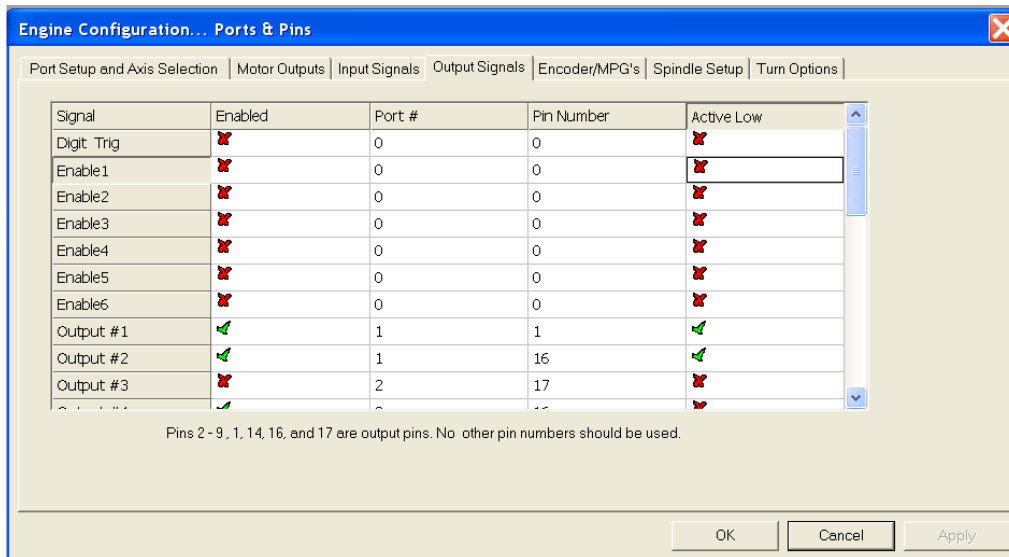 Engine Configuration... Ports & Pins
Port Setup and Axis Selection Motor Outputs Input Signals Output Signals Encoder/MPG's Spindle Setup Turn Options
Signal Enabled Port # Pin Number Active Low
Digit Trig 0 0
Enable1 0 0
Enable2 0 0
Enable3 0 0
Enable4 0 0
Enable5 0 0
Enable6 0 0
Output #1 1 1
Output #2 1 16
Output #3 2 17
Pins 2 - 9 , 1, 14, 16, and 17 are output pins. No other pin numbers should be used.
OK Cancel Apply